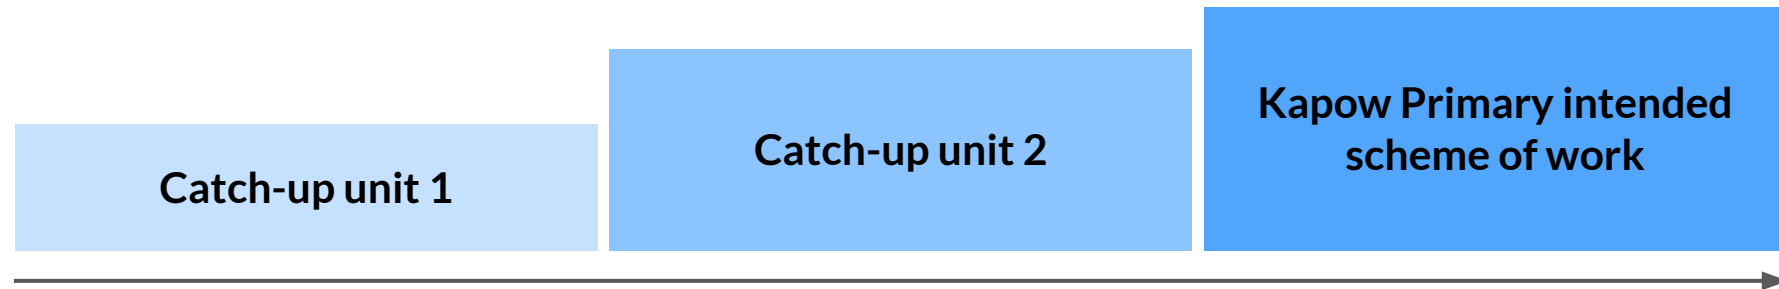 Catch-up unit 1
Catch-up unit 2
Kapow Primary intended
scheme of work